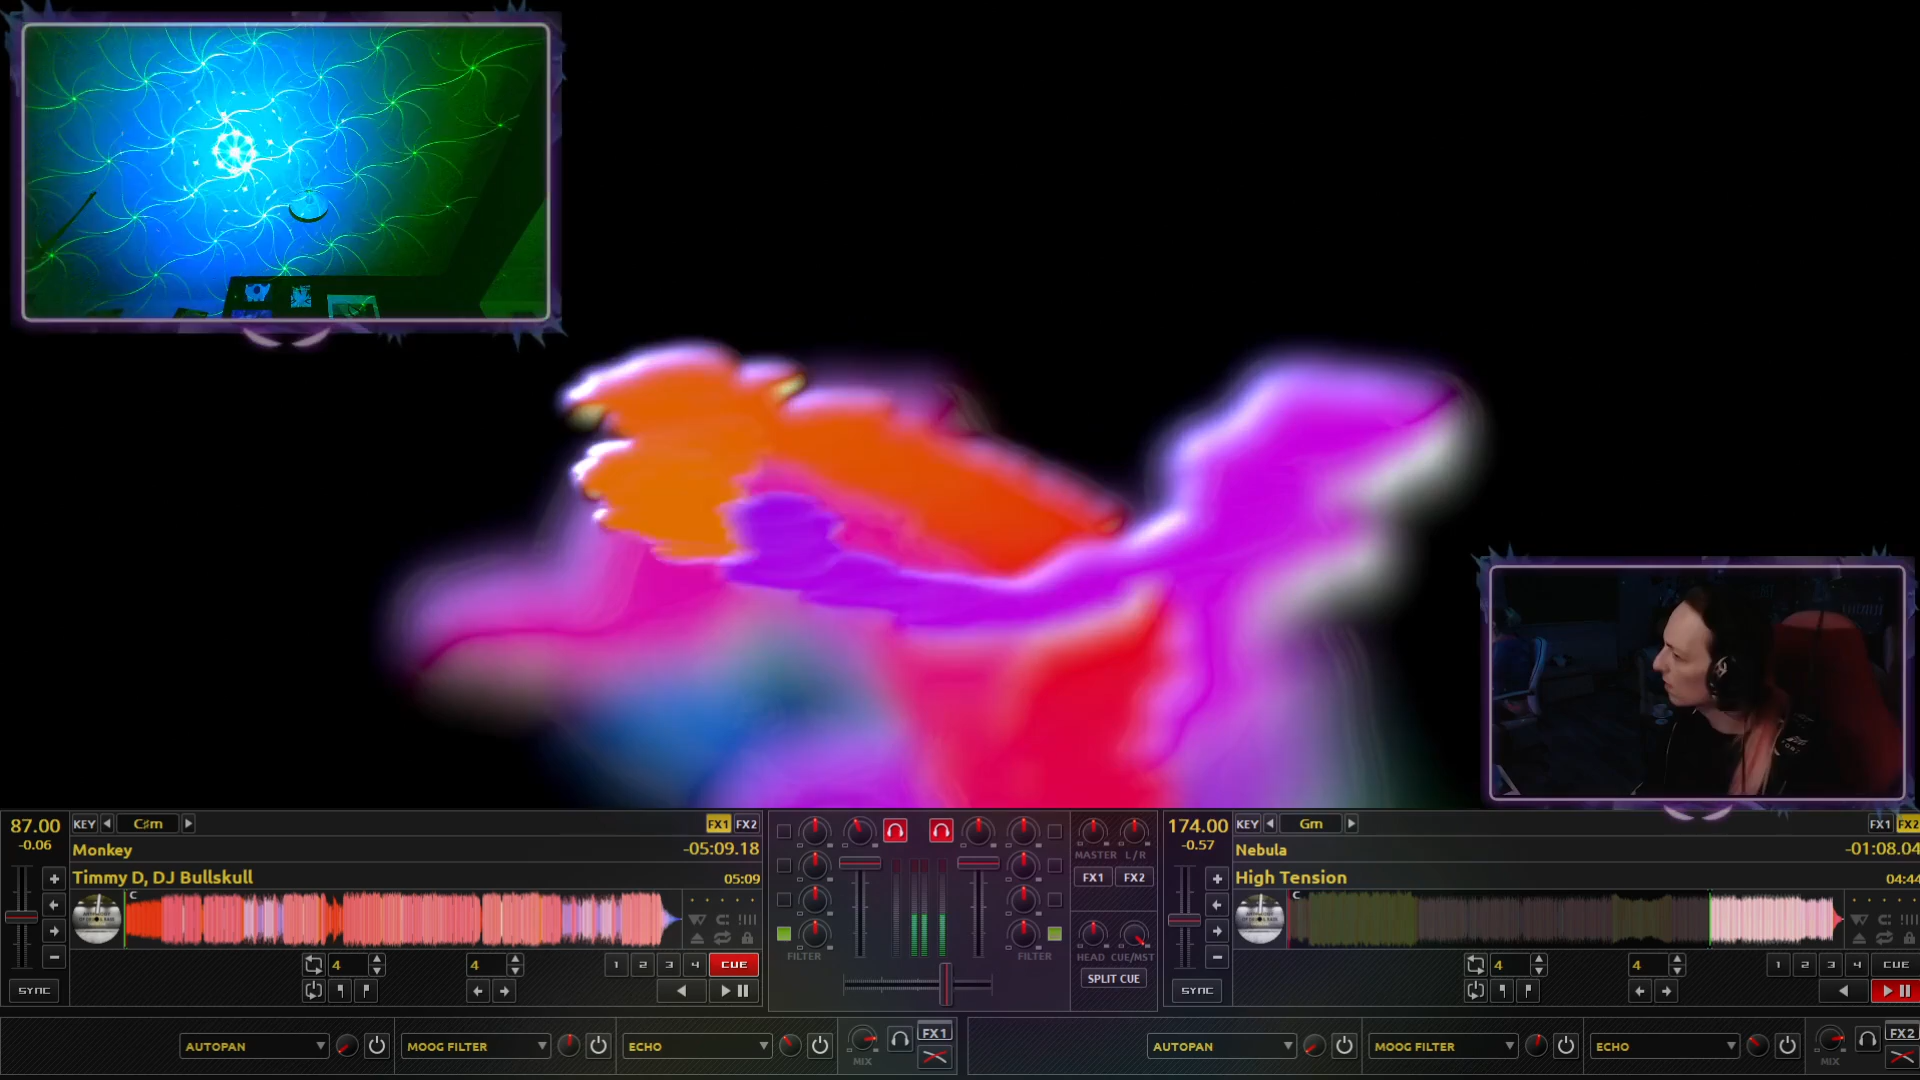 87.00
-0.06
KEY C♯m FX1 FX2
Monkey -05:09.18
Timmy D, DJ Bullskull 05:09
C
4 4 1 2 3 4 CUE
SYNC
FILTER FILTER
MASTER L/R
FX1 FX2
HEAD CUE/MST
SPLIT CUE
174.00
-0.57
KEY Gm FX1 FX2
Nebula -01:08.04
High Tension 04:44
C
4 4 1 2 3 4 CUE
SYNC
AUTOPAN MOOG FILTER ECHO MIX FX1
AUTOPAN MOOG FILTER ECHO MIX FX2